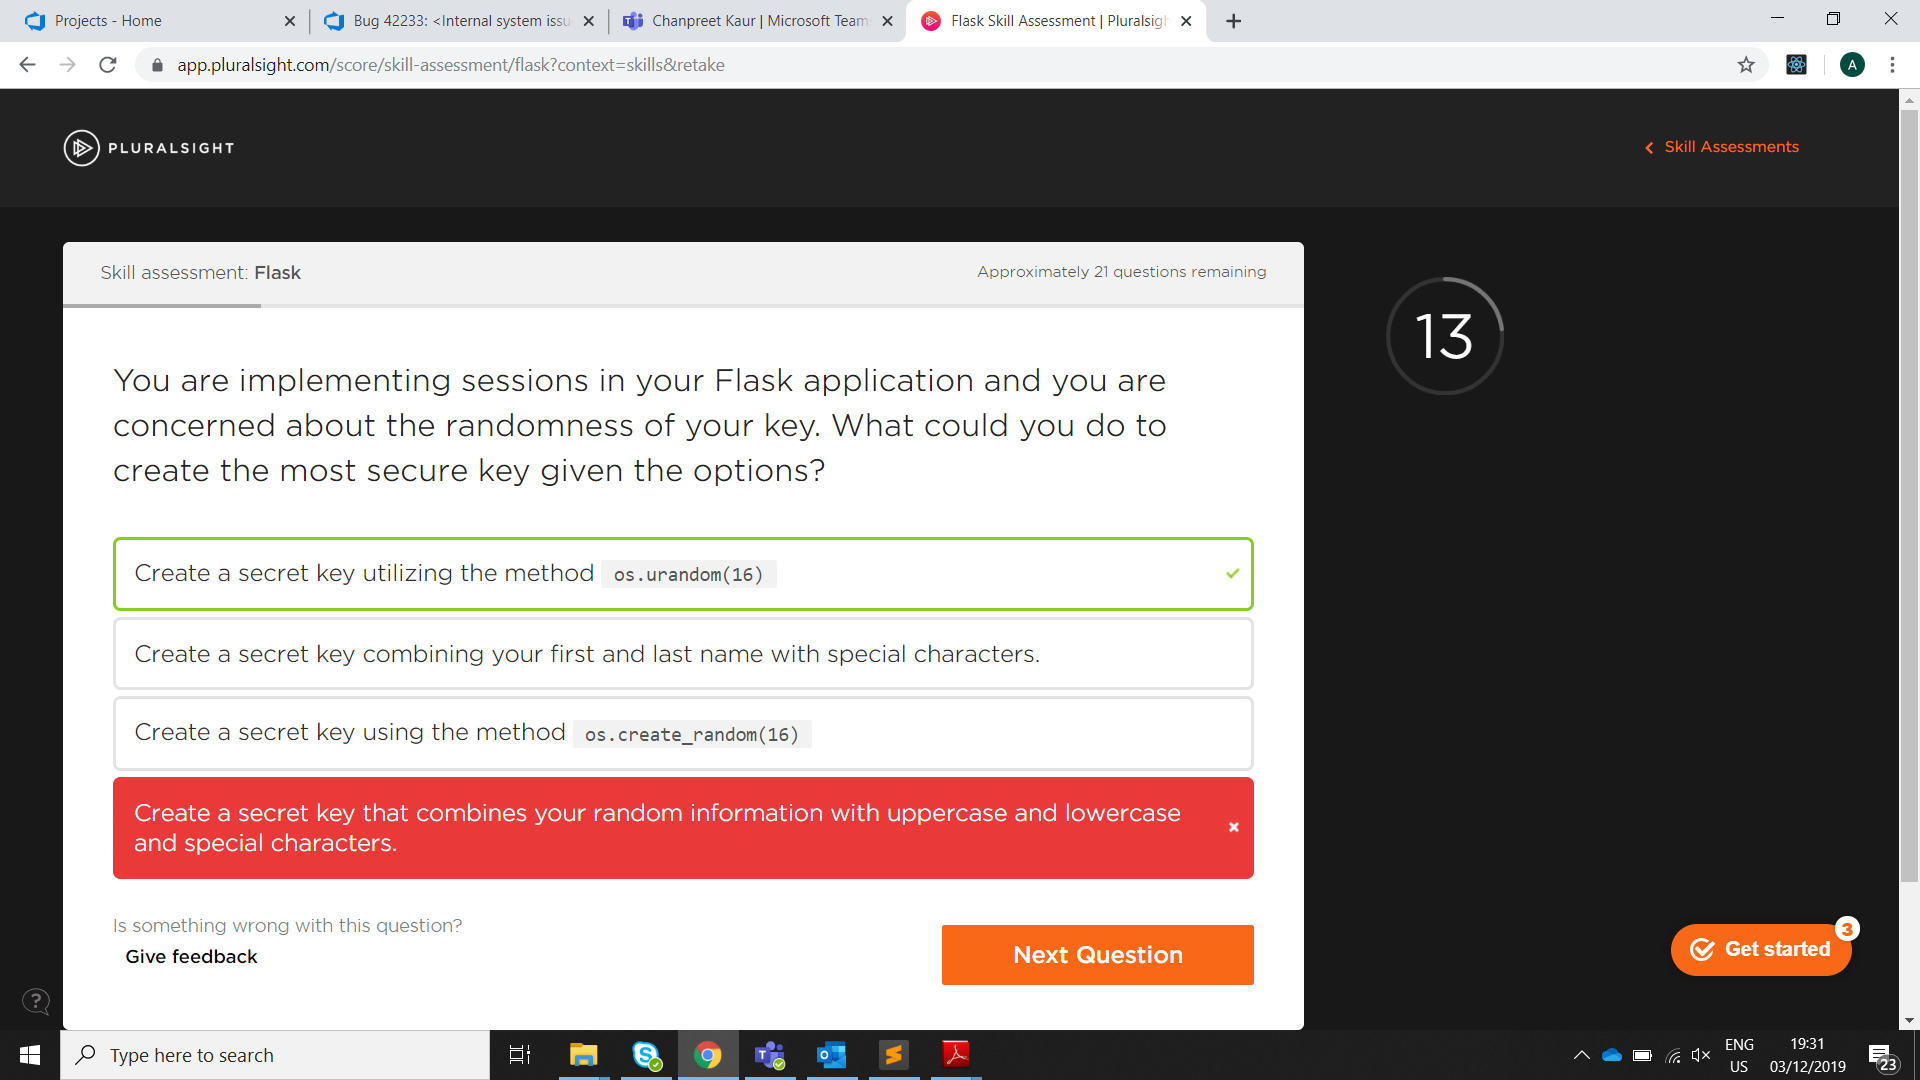 Projects - Home
Bug 42233: <Internal system issu
Chanpreet Kaur | Microsoft Team
Flask Skill Assessment | Pluralsigh
app.pluralsight.com/score/skill-assessment/flask?context=skills&retake
A
PLURALSIGHT
Skill Assessments
Skill assessment: Flask
Approximately 21 questions remaining
13
You are implementing sessions in your Flask application and you are
concerned about the randomness of your key. What could you do to
create the most secure key given the options?
Create a secret key utilizing the method os.urandom(16)
Create a secret key combining your first and last name with special characters.
Create a secret key using the method os.create_random(16)
Create a secret key that combines your random information with uppercase and lowercase
and special characters.
Is something wrong with this question?
Give feedback
Next Question
3
Get started
?
Type here to search
ENG
US
19:31
03/12/2019
23